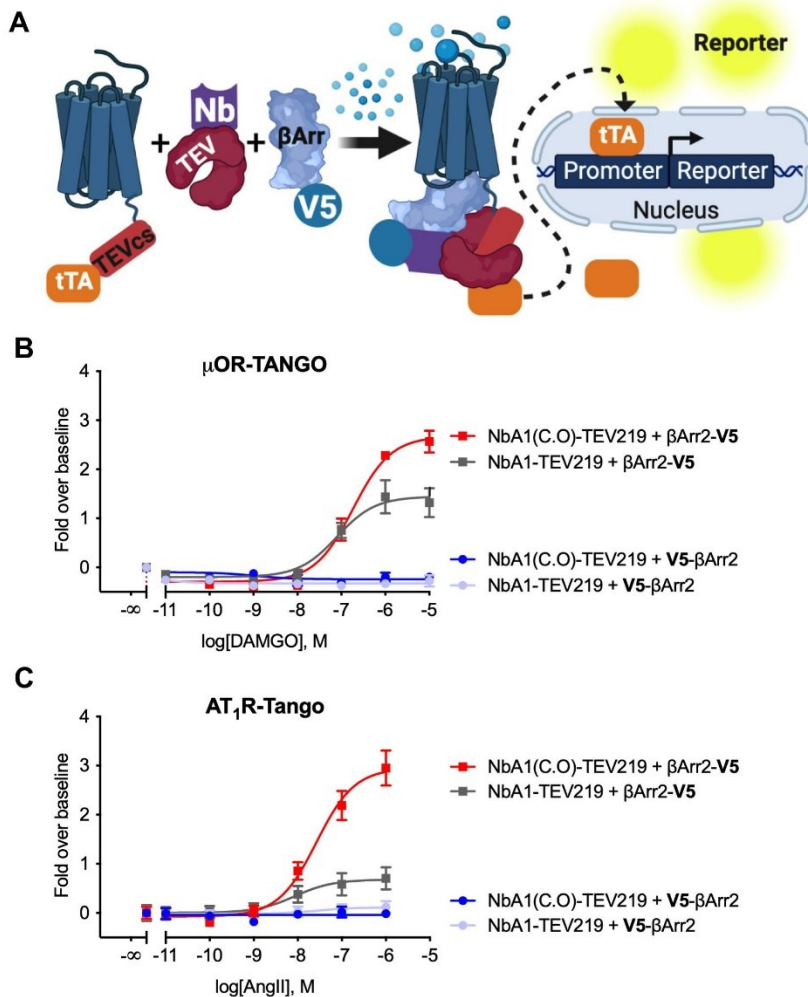 A
Nb
TEV
βArr
V5
TEVcs
tTA
Reporter
tTA
Promoter
Reporter
Nucleus
B
μOR-TANGO
Fold over baseline
4
3
2
1
0
-∞
-11
-10
-9
-8
-7
-6
-5
log[DAMGO], M
NbA1(C.O)-TEV219 + βArr2-V5
NbA1-TEV219 + βArr2-V5
NbA1(C.O)-TEV219 + V5-βArr2
NbA1-TEV219 + V5-βArr2
C
AT₁R-Tango
Fold over baseline
4
3
2
1
0
-∞
-11
-10
-9
-8
-7
-6
-5
log[AngII], M
NbA1(C.O)-TEV219 + βArr2-V5
NbA1-TEV219 + βArr2-V5
NbA1(C.O)-TEV219 + V5-βArr2
NbA1-TEV219 + V5-βArr2